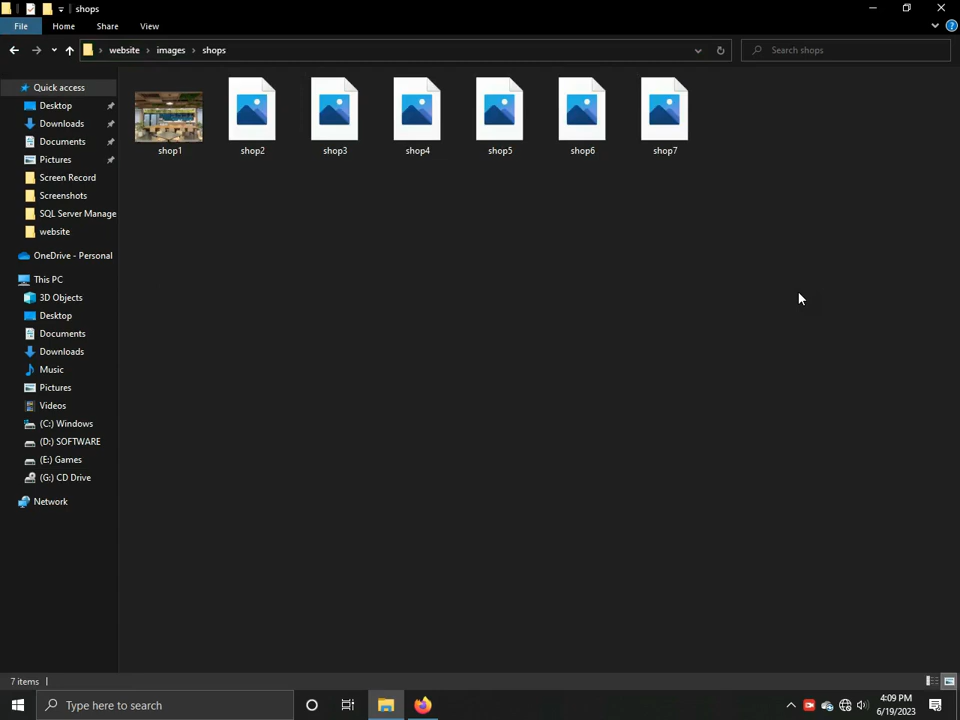 shops
File Home Share View
website images shops
Search shops
Quick access
Desktop
Downloads
Documents
Pictures
Screen Record
Screenshots
SQL Server Manage
website
OneDrive - Personal
This PC
3D Objects
Desktop
Documents
Downloads
Music
Pictures
Videos
(C:) Windows
(D:) SOFTWARE
(E:) Games
(G:) CD Drive
Network
shop1 shop2 shop3 shop4 shop5 shop6 shop7
7 items
Type here to search
4:09 PM
6/19/2023